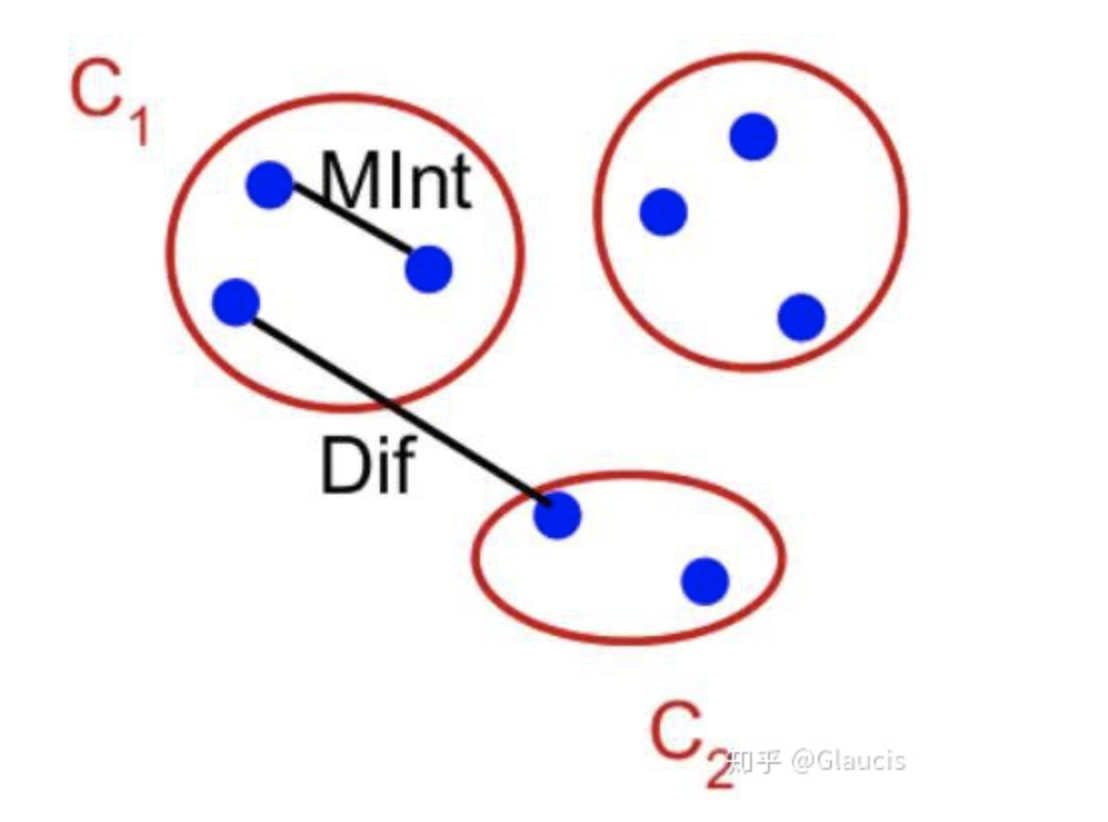 C1
MInt
Dif
C2
知乎 @Glaucis